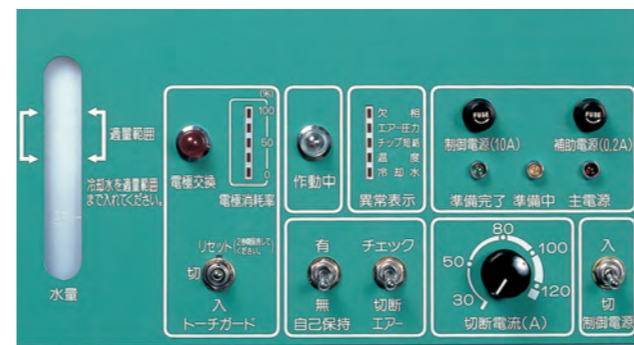 適量範囲
冷却水を適量範囲
まで入れてください。
水量
(%)
100
50
0
電極交換
電極消耗率
リセット
切
入
トーチガード
作動中
欠相
エアー圧力
チップ短絡
温度
冷却水
異常表示
有
無
自己保持
チェック
切断
エアー
FUSE
制御電源(10A)
FUSE
補助電源(0.2A)
準備完了
準備中
主電源
30
50
80
100
120
切断電流(A)
入
切
制御電源